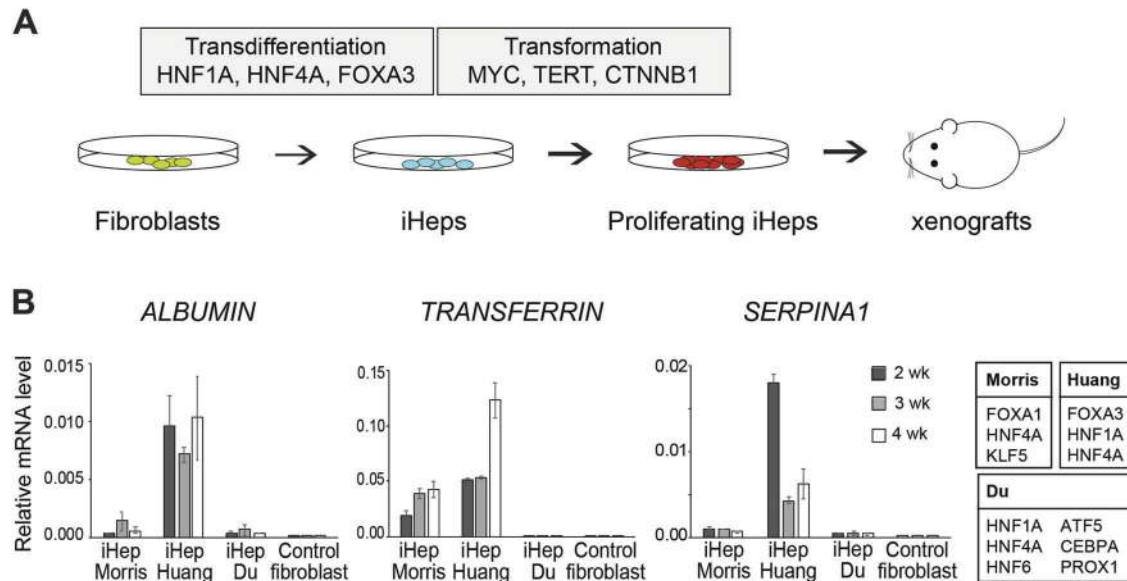 A
Transdifferentiation
HNF1A, HNF4A, FOXA3
Transformation
MYC, TERT, CTNNB1
Fibroblasts
iHeps
Proliferating iHeps
xenografts
B
ALBUMIN
TRANSFERRIN
SERPINA1
Relative mRNA level
0.015
0.010
0.005
0.000
iHep Morris
iHep Huang
iHep Du
Control fibroblast
0.15
0.10
0.05
0.00
iHep Morris
iHep Huang
iHep Du
Control fibroblast
0.02
0.01
0.00
iHep Morris
iHep Huang
iHep Du
Control fibroblast
2 wk
3 wk
4 wk
Morris
FOXA1
HNF4A
KLF5
Huang
FOXA3
HNF1A
HNF4A
Du
HNF1A ATF5
HNF4A CEBPA
HNF6 PROX1